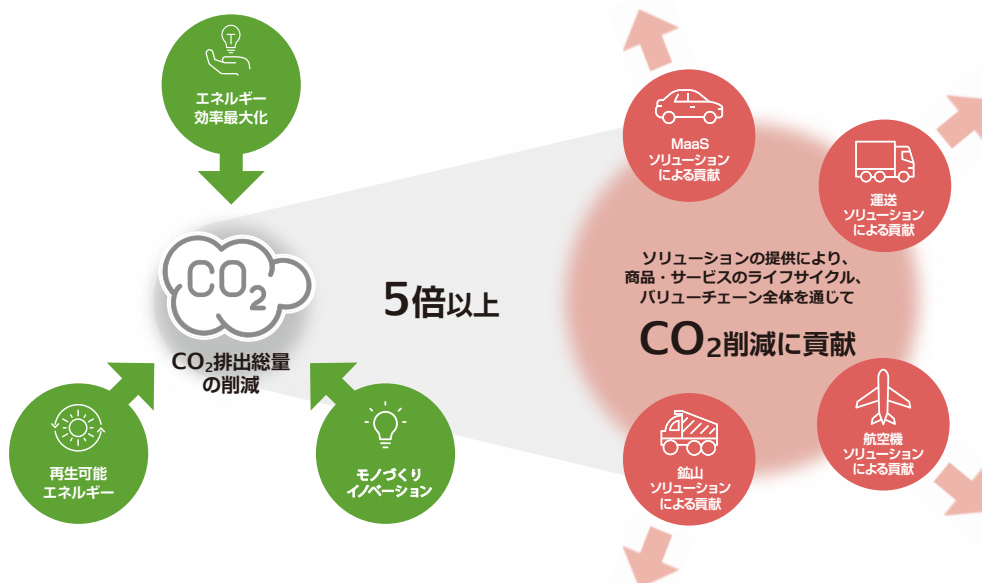 エネルギー
効率最大化
CO₂
CO₂排出総量
の削減
再生可能
エネルギー
モノづくり
イノベーション
5倍以上
MaaS
ソリューション
による貢献
運送
ソリューション
による貢献
ソリューションの提供により、
商品・サービスのライフサイクル、
バリューチェーン全体を通じて
CO₂削減に貢献
鉱山
ソリューション
による貢献
航空機
ソリューション
による貢献